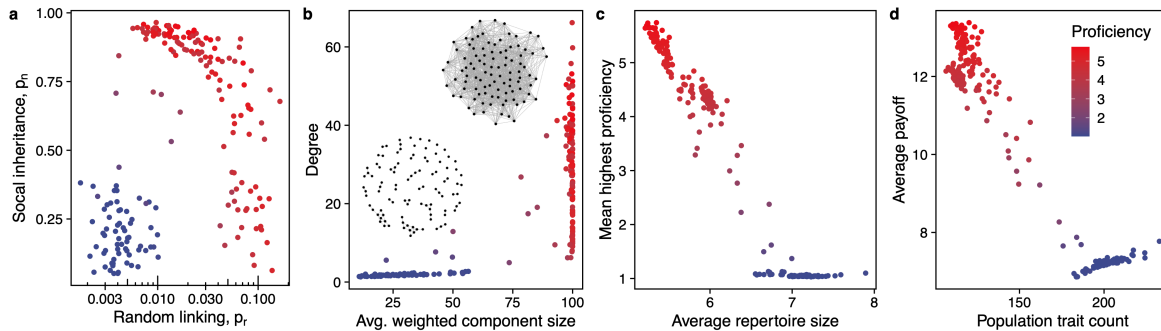 a
Socal inheritance, pn
1.00
0.75
0.50
0.25
0.003
0.010
0.030
0.100
Random linking, pr
b
Degree
60
40
20
0
25
50
75
100
Avg. weighted component size
c
Mean highest proficiency
5
4
3
2
1
6
7
8
9
Average repertoire size
d
Average payoff
12
10
8
150
200
Population trait count
Proficiency
5
4
3
2